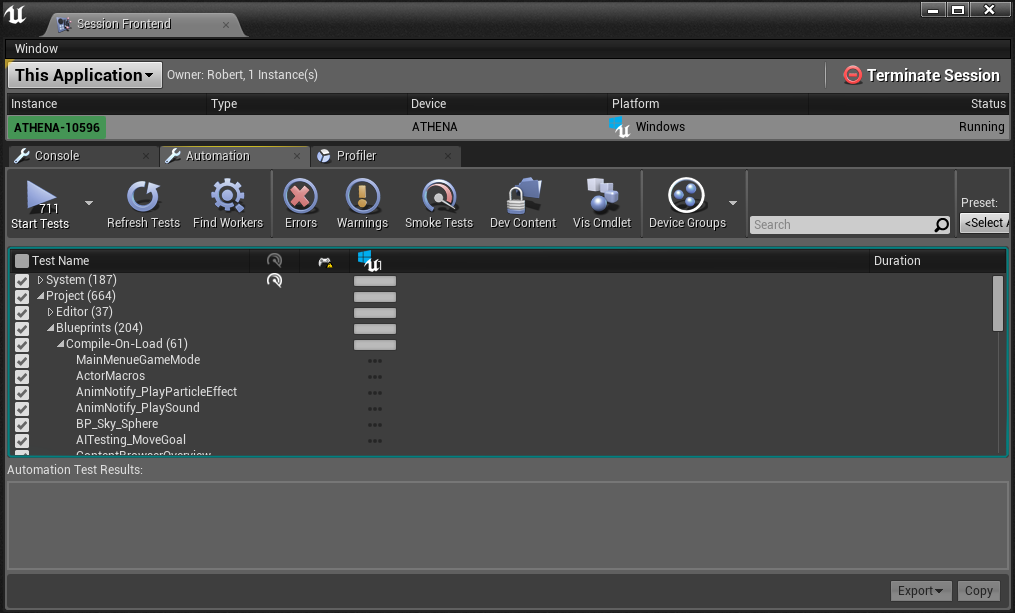 Session Frontend
Window
This Application Owner: Robert, 1 Instance(s) Terminate Session
Instance Type Device Platform Status
ATHENA-10596 ATHENA Windows Running
Console Automation Profiler
711
Start Tests Refresh Tests Find Workers Errors Warnings Smoke Tests Dev Content Vis Cmdlet Device Groups Search Preset: <Select
Test Name Duration
System (187)
Project (664)
Editor (37)
Blueprints (204)
Compile-On-Load (61)
MainMenueGameMode
ActorMacros
AnimNotify_PlayParticleEffect
AnimNotify_PlaySound
BP_Sky_Sphere
AITesting_MoveGoal
ContentBrowserOverview
Automation Test Results:
Export Copy